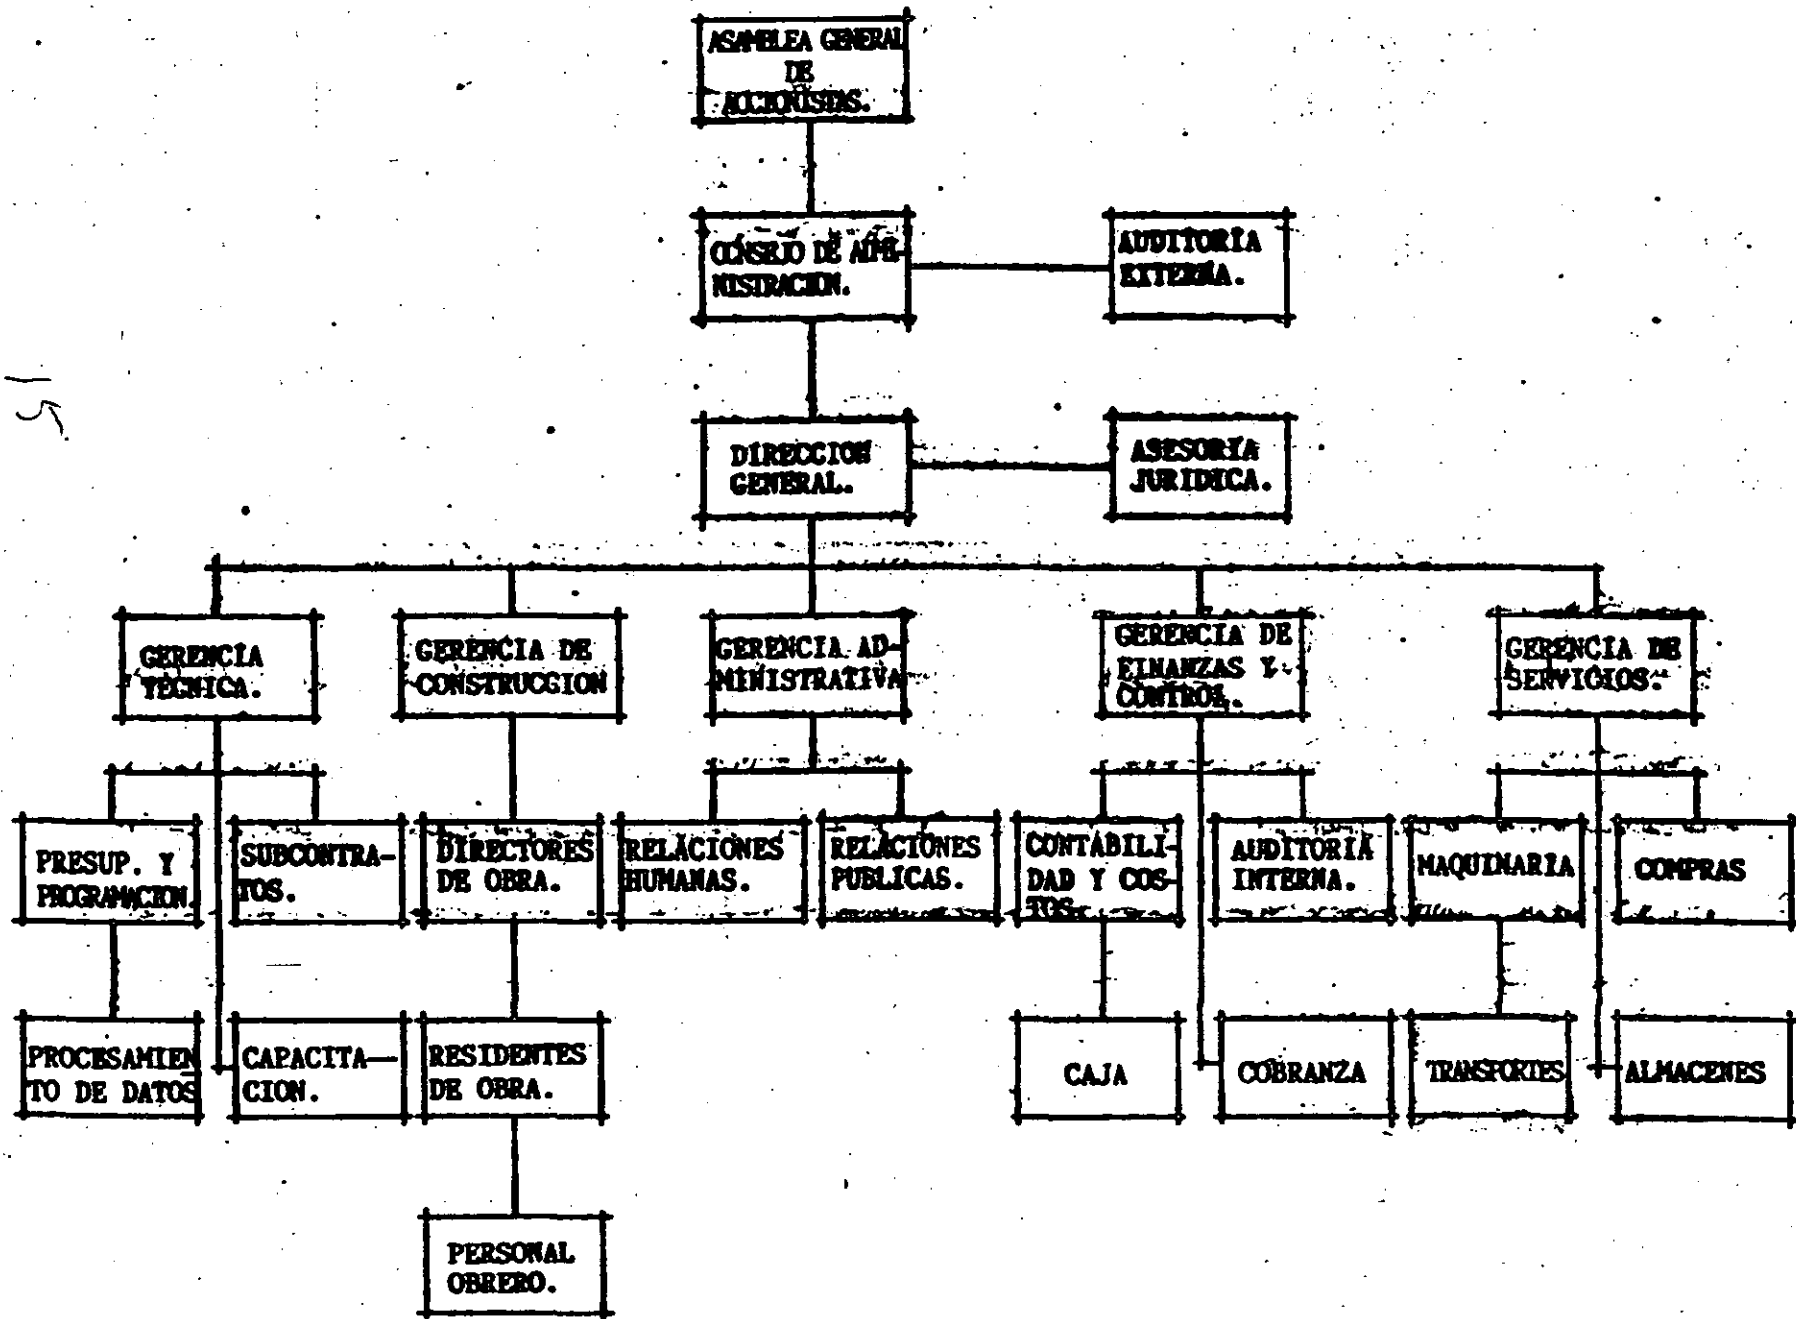 ASAMBLEA GENERAL
DE
ACCIONISTAS.
CONSEJO DE ADMI-
NISTRACION.
AUDITORIA
EXTERNA.
DIRECCION
GENERAL.
ASESORIA
JURIDICA.
GERENCIA
TECNICA.
GERENCIA DE
CONSTRUCCION
GERENCIA AD-
MINISTRATIVA
GERENCIA DE
FINANZAS Y
CONTROL.
GERENCIA DE
SERVICIOS.
PRESUP. Y
PROGRAMACION.
SUBCONTRA-
TOS.
DIRECTORES
DE OBRA.
RELACIONES
HUMANAS.
RELACIONES
PUBLICAS.
CONTABILI-
DAD Y COS-
TOS.
AUDITORIA
INTERNA.
MAQUINARIA
COMPRAS
PROCESAMIEN
TO DE DATOS
CAPACITA-
CION.
RESIDENTES
DE OBRA.
CAJA
COBRANZA
TRANSPORTES
ALMACENES
PERSONAL
OBRERO.